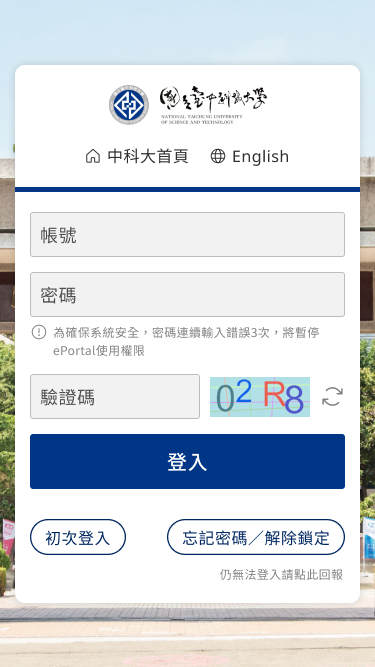 國立臺中科技大學
NATIONAL TAICHUNG UNIVERSITY
OF SCIENCE AND TECHNOLOGY
中科大首頁 English
帳號
密碼
為確保系統安全，密碼連續輸入錯誤3次，將暫停
ePortal使用權限
驗證碼 02R8
登入
初次登入 忘記密碼／解除鎖定
仍無法登入請點此回報